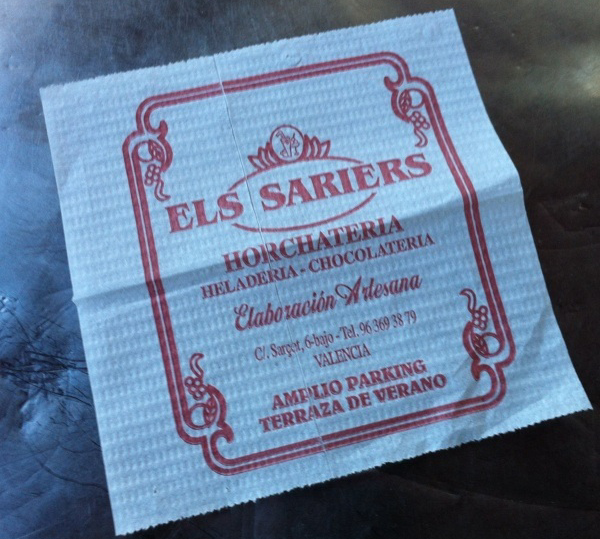 ELS SARIERS
HORCHATERIA
HELADERIA - CHOCOLATERIA
Elaboración Artesana
C/. Sarçet, 6-bajo - Tel. 96 369 38 79
VALENCIA
AMPLIO PARKING
TERRAZA DE VERANO